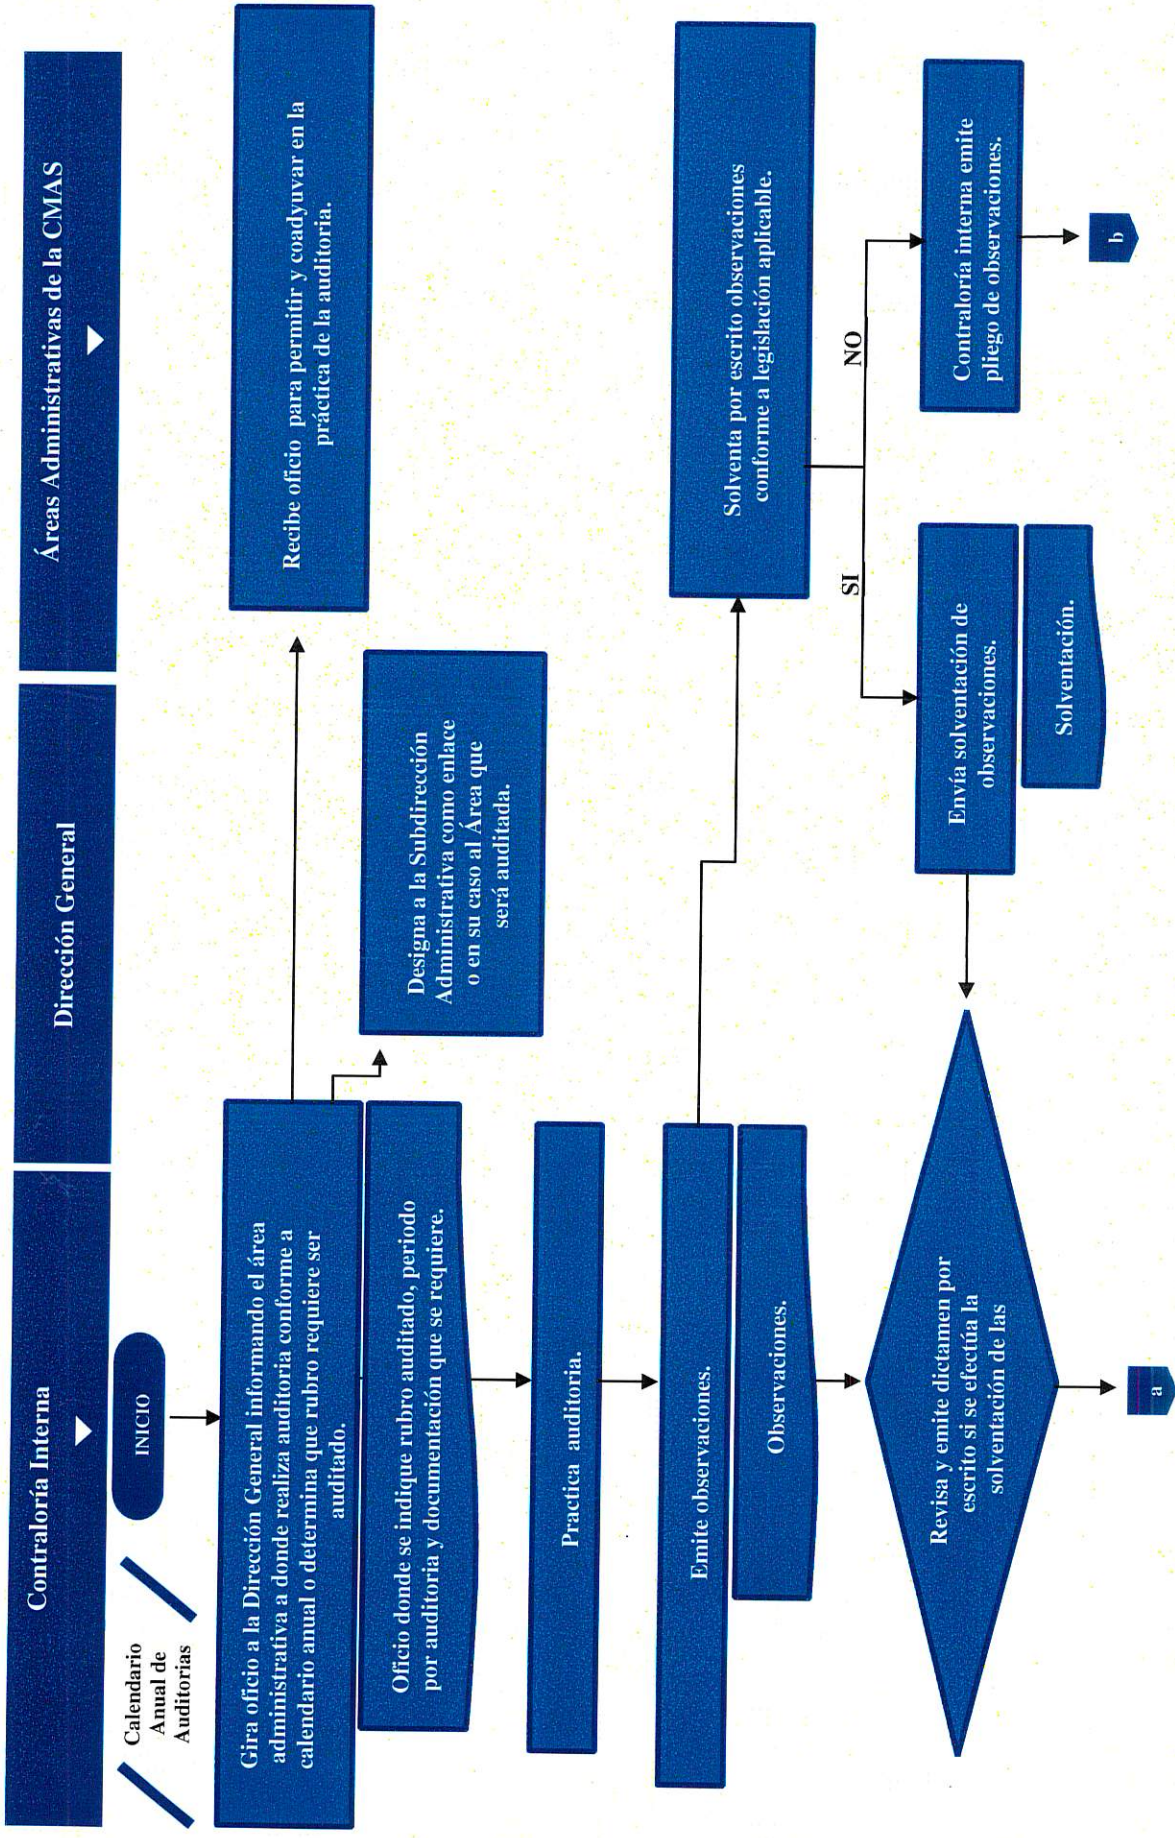 Contraloría Interna
Dirección General
Áreas Administrativas de la CMAS
Calendario
Anual de
Auditorias
INICIO
Gira oficio a la Dirección General informando el área
administrativa a donde realiza auditoria conforme a
calendario anual o determina que rubro requiere ser
auditado.
Recibe oficio para permitir y coadyuvar en la
práctica de la auditoria.
Oficio donde se indique rubro auditado, periodo
por auditoria y documentación que se requiere.
Designa a la Subdirección
Administrativa como enlace
o en su caso al Área que
será auditada.
Practica auditoria.
Emite observaciones.
Observaciones.
Solventa por escrito observaciones
conforme a legislación aplicable.
SI
NO
Envía solventación de
observaciones.
Solventación.
Contraloría interna emite
pliego de observaciones.
Revisa y emite dictamen por
escrito si se efectúa la
solventación de las
a
b